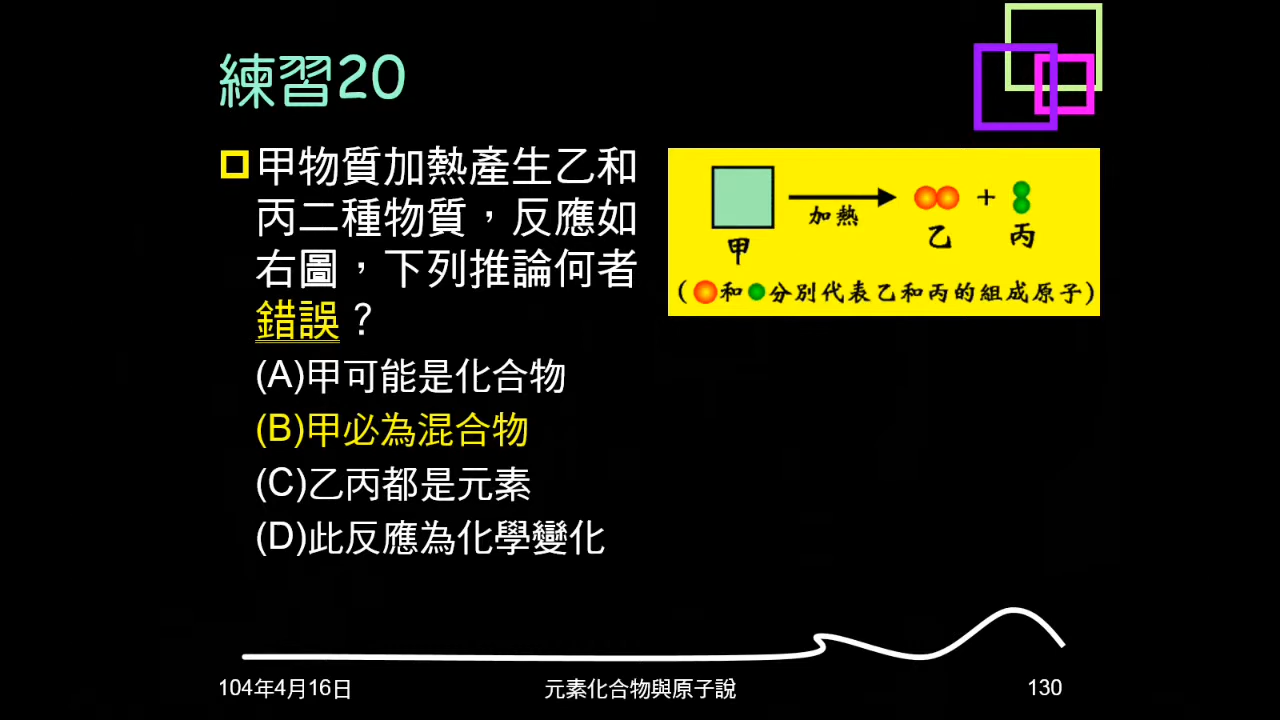 練習20
甲物質加熱產生乙和
丙二種物質，反應如
右圖，下列推論何者
錯誤？
(A)甲可能是化合物
(B)甲必為混合物
(C)乙丙都是元素
(D)此反應為化學變化
加熱
+
甲
乙
丙
(和分別代表乙和丙的組成原子)
104年4月16日
元素化合物與原子說
130